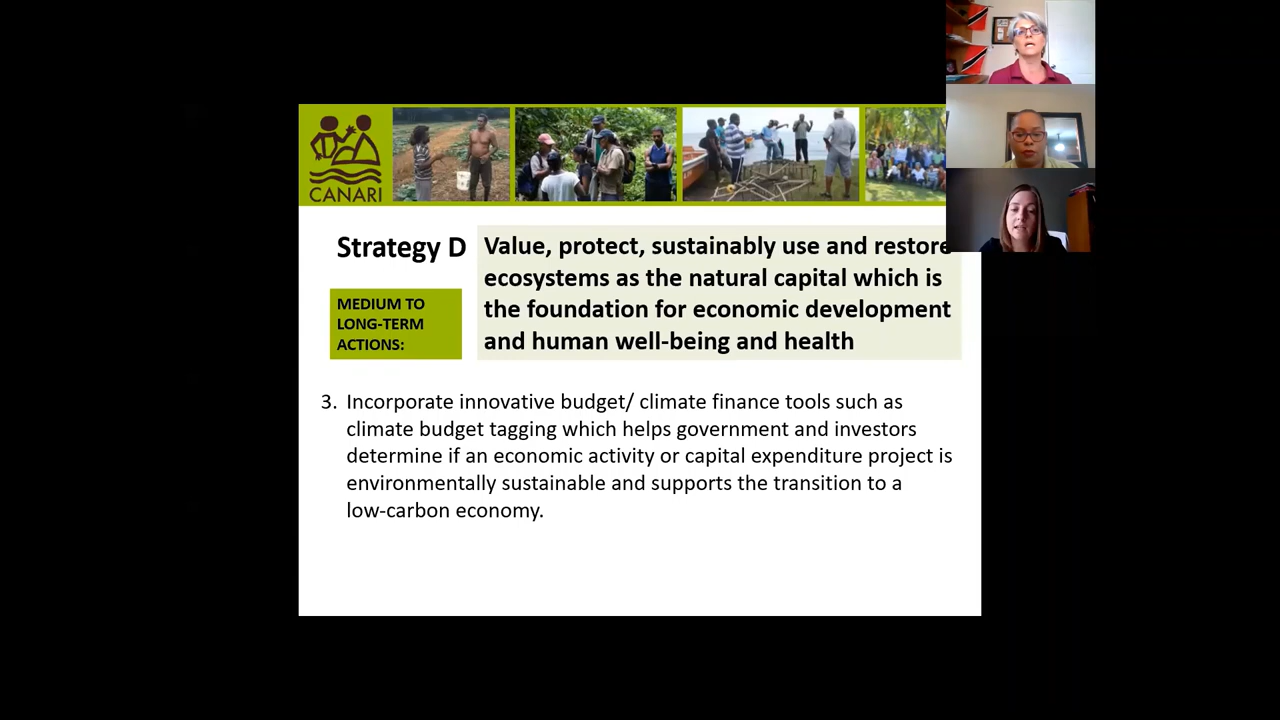 CANARI
Strategy D
Value, protect, sustainably use and restore
ecosystems as the natural capital which is
the foundation for economic development
and human well-being and health
MEDIUM TO
LONG-TERM
ACTIONS:
3. Incorporate innovative budget/ climate finance tools such as
climate budget tagging which helps government and investors
determine if an economic activity or capital expenditure project is
environmentally sustainable and supports the transition to a
low-carbon economy.